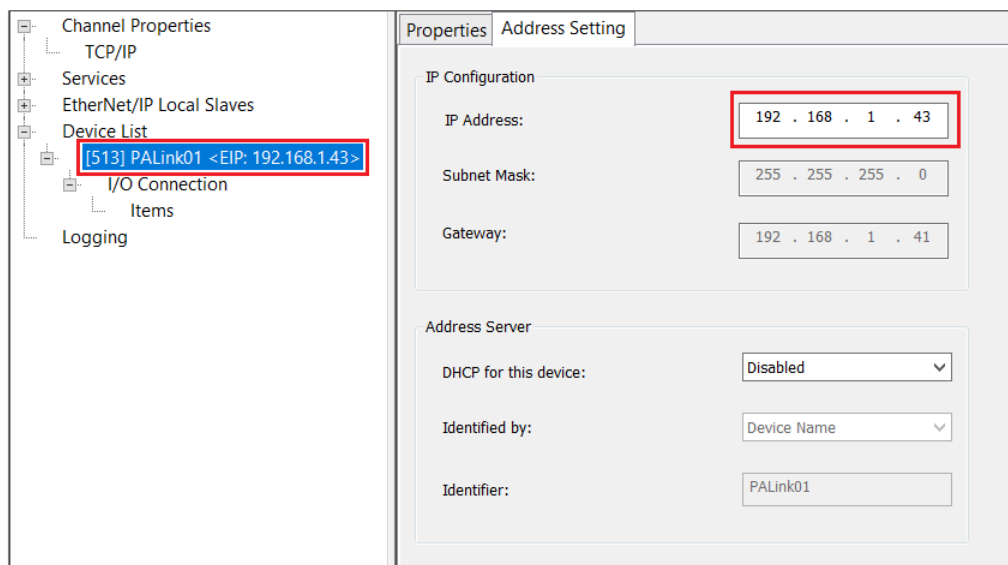 Channel Properties
TCP/IP
Services
EtherNet/IP Local Slaves
Device List
[513] PALink01 <EIP: 192.168.1.43>
I/O Connection
Items
Logging
Properties
Address Setting
IP Configuration
IP Address:
192 . 168 . 1 . 43
Subnet Mask:
255 . 255 . 255 . 0
Gateway:
192 . 168 . 1 . 41
Address Server
DHCP for this device:
Disabled
Identified by:
Device Name
Identifier:
PALink01